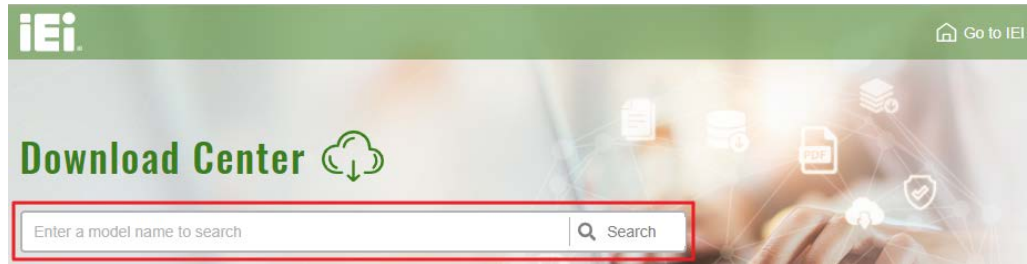 iEi
Go to IEI
PDF
Download Center
Enter a model name to search
Search